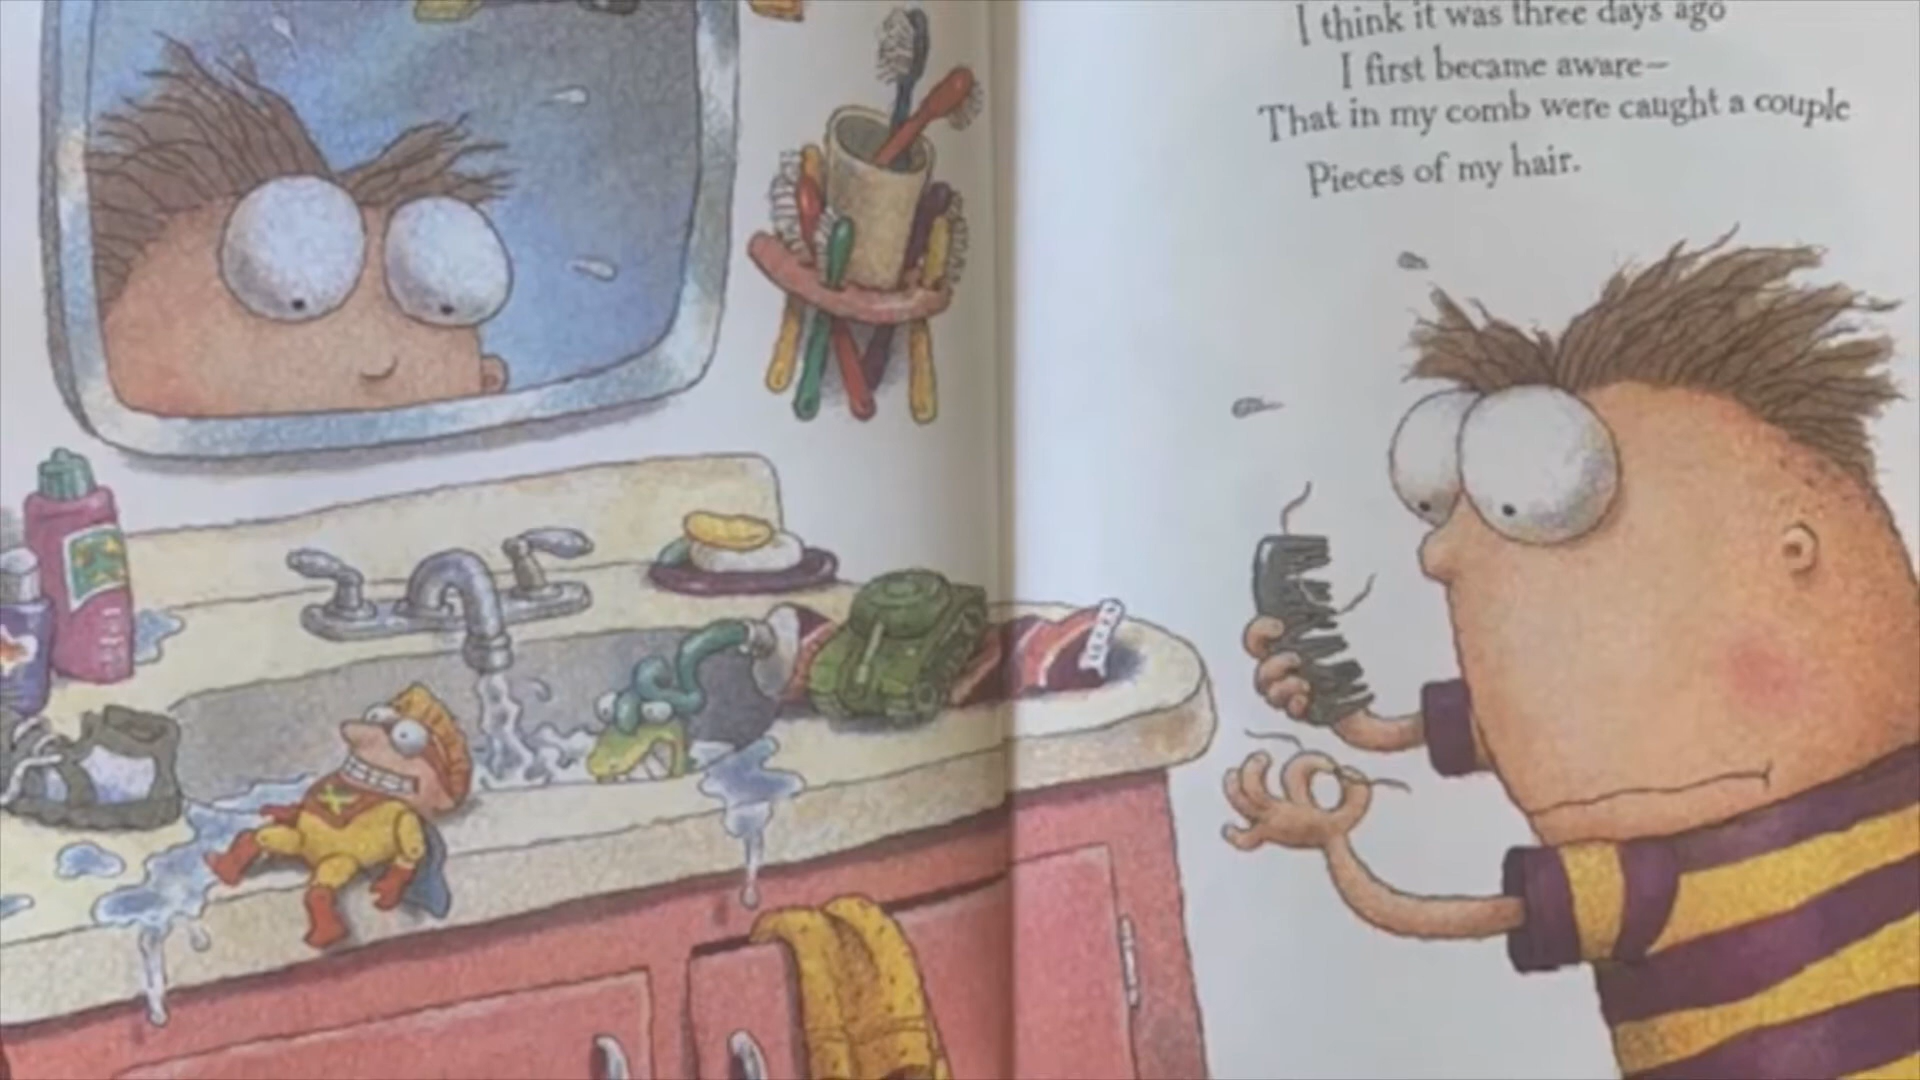 I think it was three days ago
I first became aware—
That in my comb were caught a couple
Pieces of my hair.